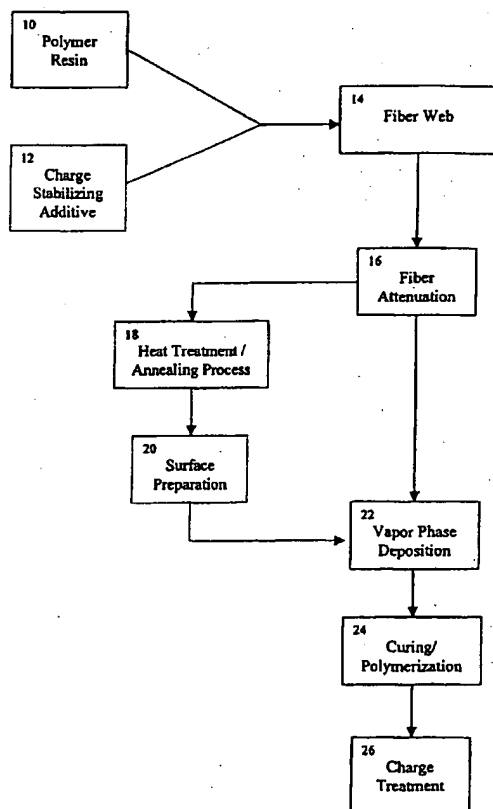 10
Polymer
Resin
12
Charge
Stabilizing
Additive
14
Fiber Web
16
Fiber
Attenuation
18
Heat Treatment /
Annealing Process
20
Surface
Preparation
22
Vapor Phase
Deposition
24
Curing/
Polymerization
26
Charge
Treatment